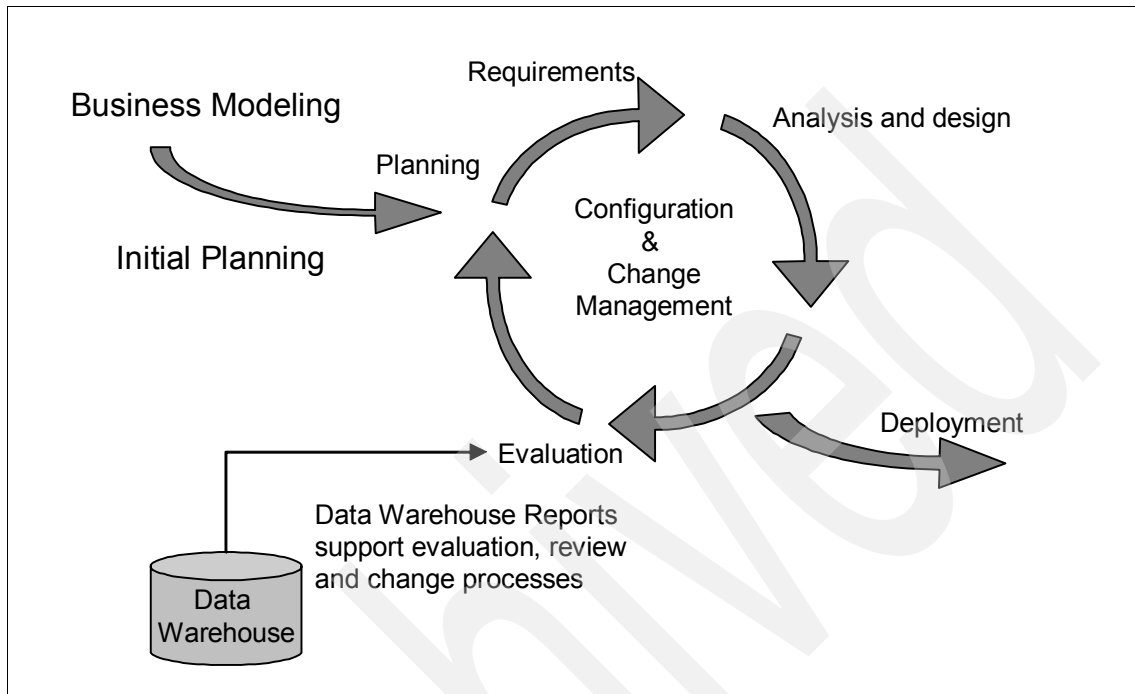 Requirements
Business Modeling
Analysis and design
Planning
Configuration
&
Change
Management
Initial Planning
Deployment
Evaluation
Data Warehouse Reports
support evaluation, review
and change processes
Data
Warehouse
hived